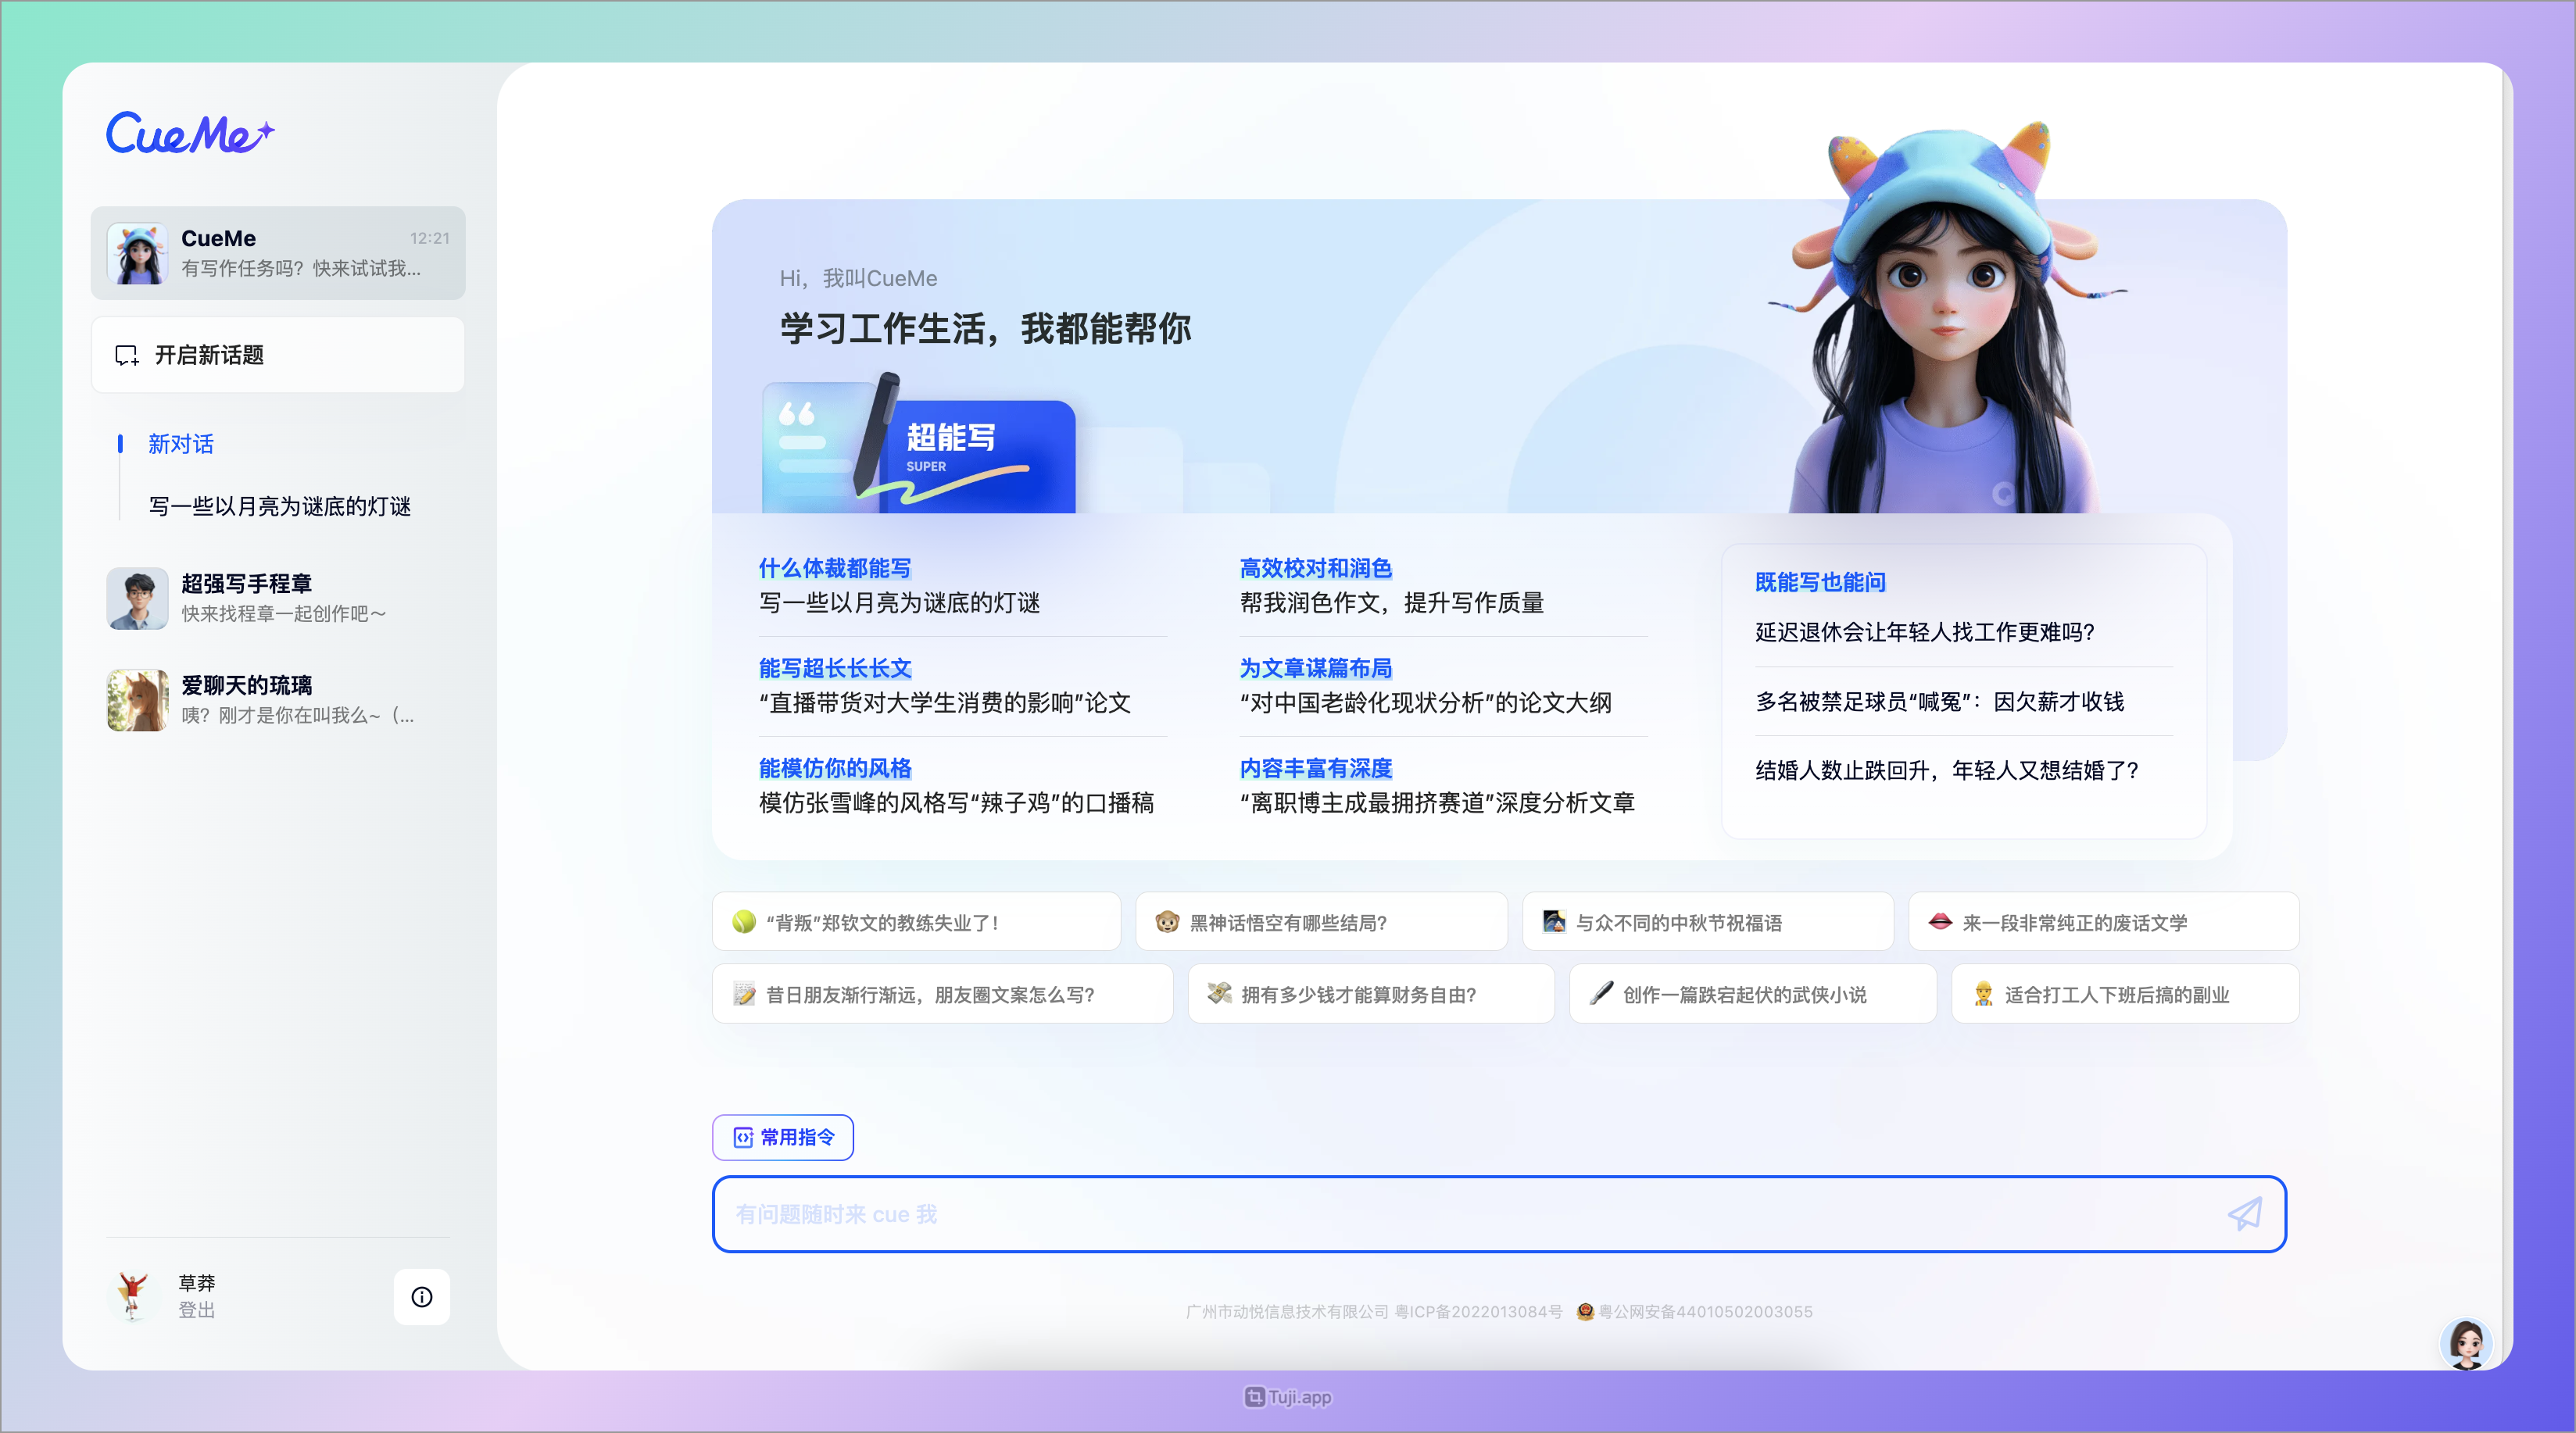 CueMe
CueMe 12:21
有写作任务吗？快来试试我...
开启新话题
新对话
写一些以月亮为谜底的灯谜
超强写手程章
快来找程章一起创作吧～
爱聊天的琉璃
咦？刚才是你在叫我么~（...
草莽
登出
Hi，我叫CueMe
学习工作生活，我都能帮你
超能写
SUPER
什么体裁都能写
写一些以月亮为谜底的灯谜
能写超长长长文
“直播带货对大学生消费的影响”论文
能模仿你的风格
模仿张雪峰的风格写“辣子鸡”的口播稿
高效校对和润色
帮我润色作文，提升写作质量
为文章谋篇布局
“对中国老龄化现状分析”的论文大纲
内容丰富有深度
“离职博主成最拥挤赛道”深度分析文章
既能写也能问
延迟退休会让年轻人找工作更难吗？
多名被禁足球员“喊冤”：因欠薪才收钱
结婚人数止跌回升，年轻人又想结婚了？
“背叛”郑钦文的教练失业了！
黑神话悟空有哪些结局？
与众不同的中秋节祝福语
来一段非常纯正的废话文学
昔日朋友渐行渐远，朋友圈文案怎么写？
拥有多少钱才能算财务自由？
创作一篇跌宕起伏的武侠小说
适合打工人下班后搞的副业
常用指令
有问题随时来 cue 我
广州市动悦信息技术有限公司 粤ICP备2022013084号 粤公网安备44010502003055
Tuji.app